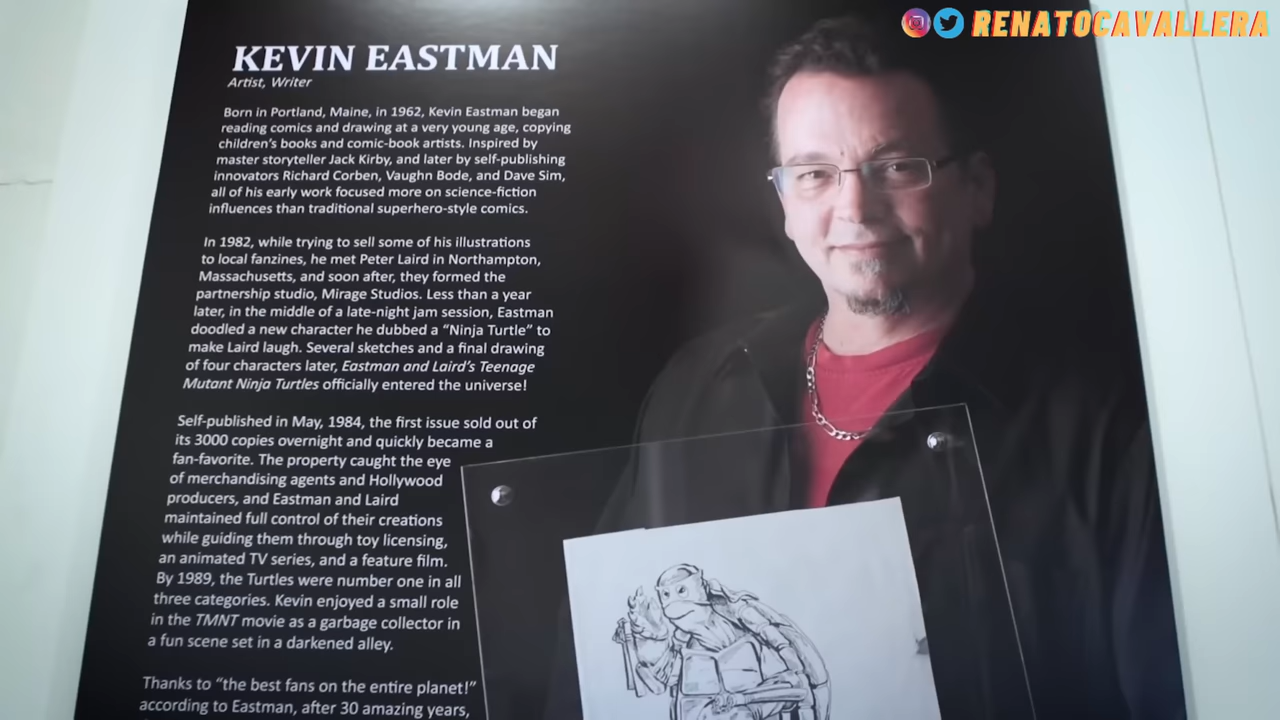 RENATOCAVALLERA
KEVIN EASTMAN
Artist, Writer
Born in Portland, Maine, in 1962, Kevin Eastman began
reading comics and drawing at a very young age, copying
children's books and comic-book artists. Inspired by
master storyteller Jack Kirby, and later by self-publishing
innovators Richard Corben, Vaughn Bode, and Dave Sim,
all of his early work focused more on science-fiction
influences than traditional superhero-style comics.
In 1982, while trying to sell some of his illustrations
to local fanzines, he met Peter Laird in Northampton,
Massachusetts, and soon after, they formed the
partnership studio, Mirage Studios. Less than a year
later, in the middle of a late-night jam session, Eastman
doodled a new character he dubbed a “Ninja Turtle” to
make Laird laugh. Several sketches and a final drawing
of four characters later, Eastman and Laird's Teenage
Mutant Ninja Turtles officially entered the universe!
Self-published in May, 1984, the first issue sold out of
its 3000 copies overnight and quickly became a
fan-favorite. The property caught the eye
of merchandising agents and Hollywood
producers, and Eastman and Laird
maintained full control of their creations
while guiding them through toy licensing,
an animated TV series, and a feature film.
By 1989, the Turtles were number one in all
three categories. Kevin enjoyed a small role
in the TMNT movie as a garbage collector in
a fun scene set in a darkened alley.
Thanks to “the best fans on the entire planet!”
according to Eastman, after 30 amazing years,